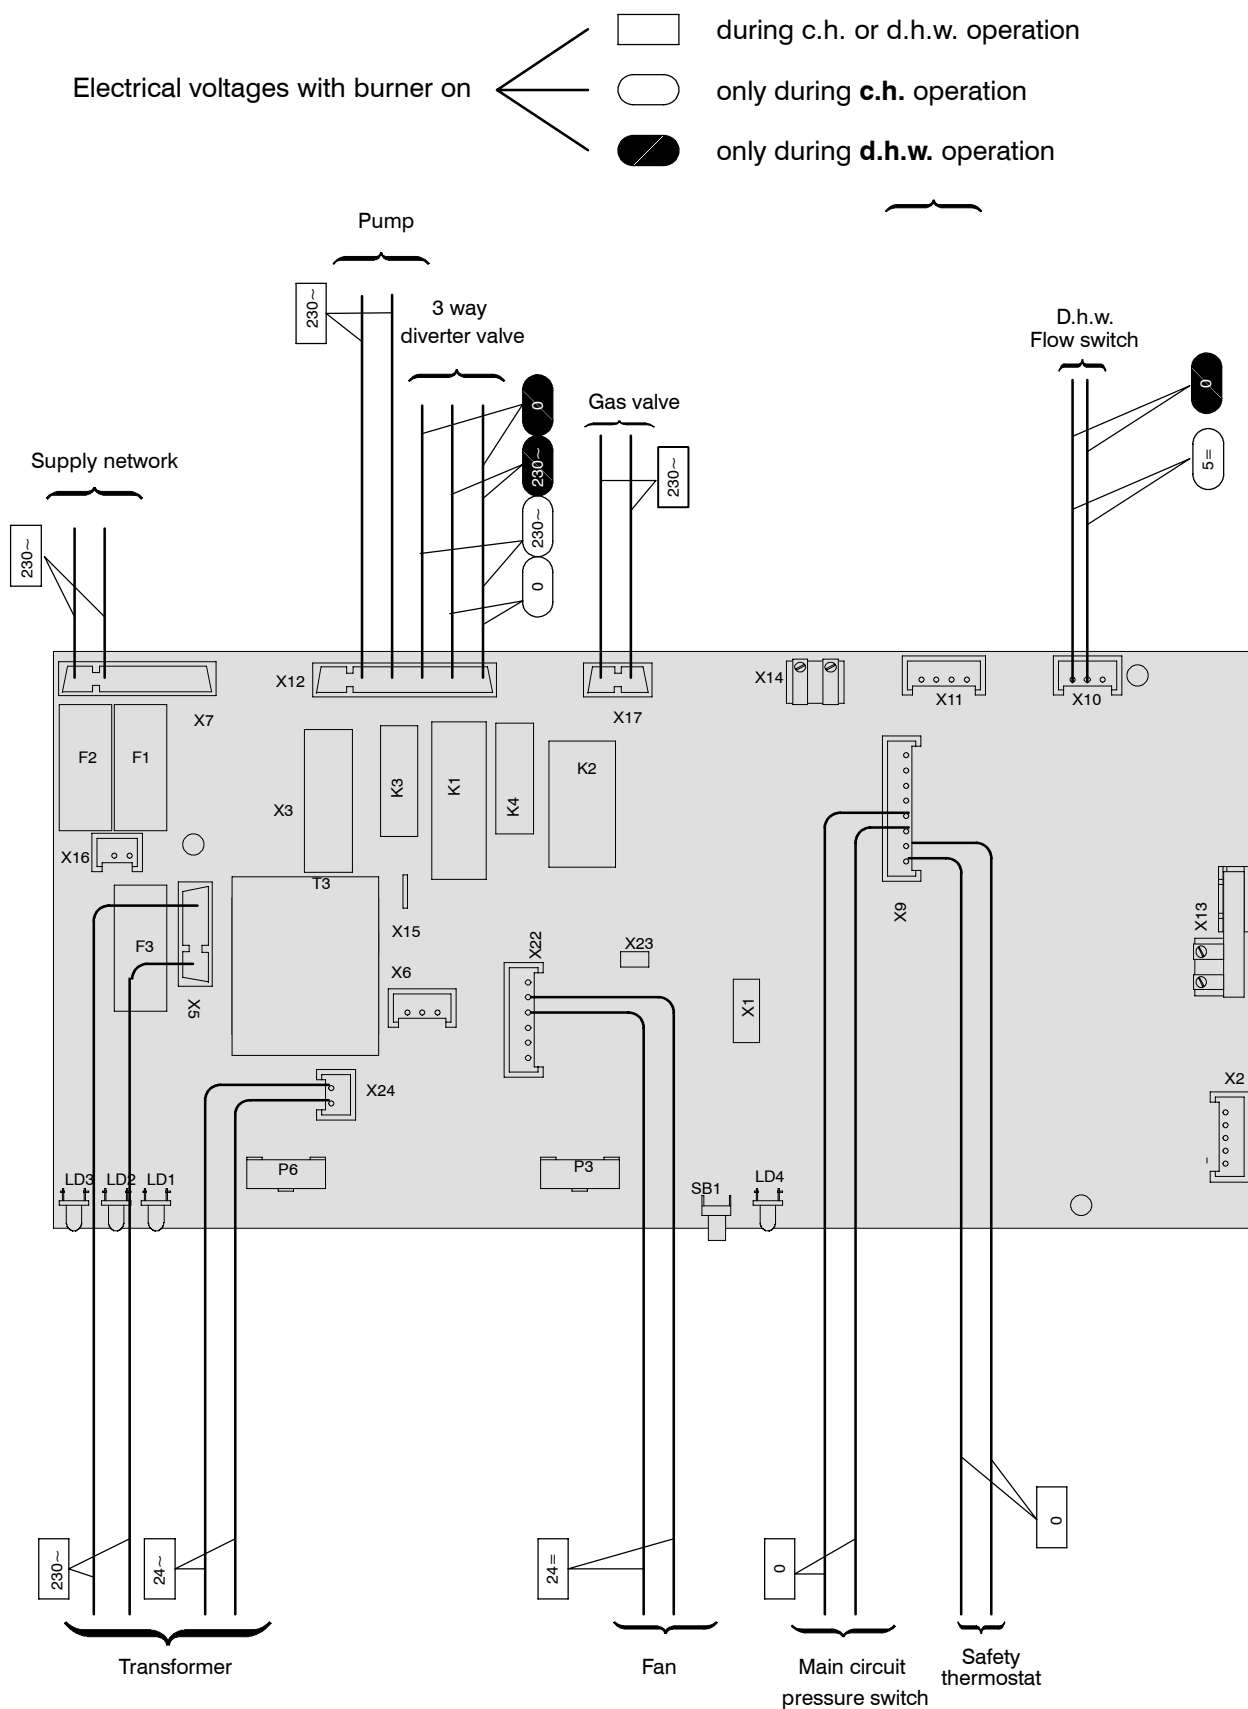 during c.h. or d.h.w. operation
Electrical voltages with burner on
only during c.h. operation
only during d.h.w. operation
Pump
230~
3 way
diverter valve
D.h.w.
Flow switch
0
0
Gas valve
5=
230~
230~
Supply network
230~
230~
0
X12
X17
X14
X11
X10
X7
F2
F1
X3
K3
K1
K4
K2
X16
T3
F3
X5
X15
X6
X22
X23
X9
X13
X1
X24
X2
P6
P3
LD3
LD2
LD1
SB1
LD4
230~
24~
24=
0
0
Transformer
Fan
Main circuit
pressure switch
Safety
thermostat